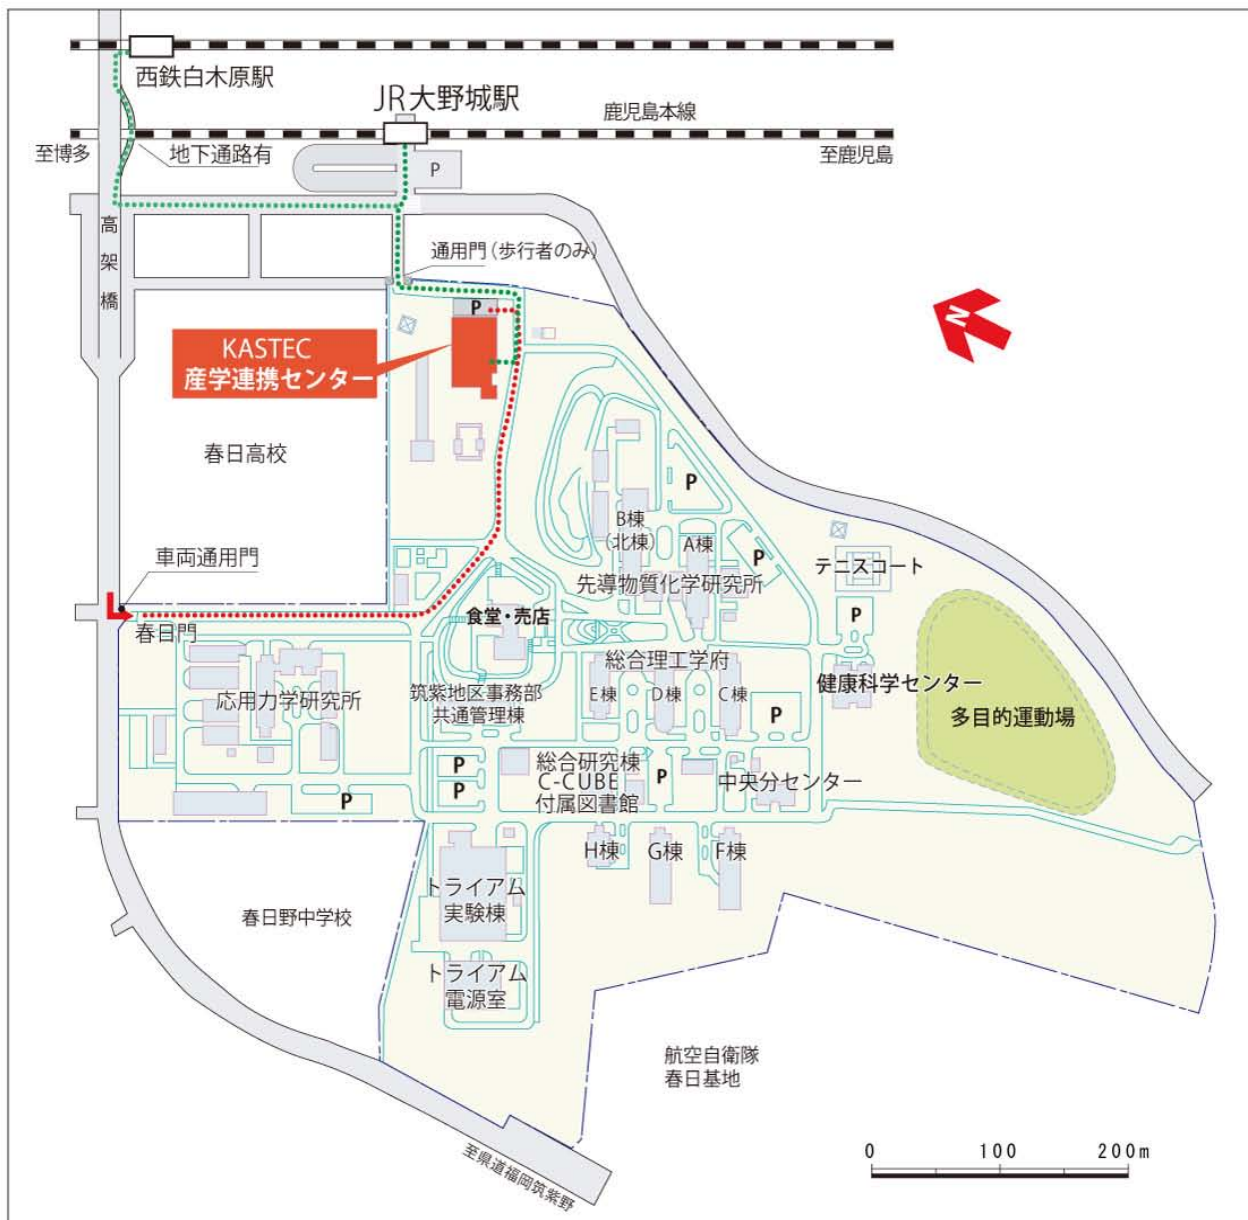 西鉄白木原駅
JR大野城駅
鹿児島本線
至博多
地下通路有
至鹿児島
P
高架橋
通用門(歩行者のみ)
P
N
KASTEC
産学連携センター
春日高校
P
B棟
(北棟)
A棟
P
車両通用門
テニスコート
先導物質化学研究所
食堂・売店
P
春日門
総合理工学府
応用力学研究所
筑紫地区事務部
共通管理棟
E棟
D棟
C棟
健康科学センター
多目的運動場
P
P
P
総合研究棟
C-CUBE
付属図書館
P
中央分センター
P
H棟
G棟
F棟
トライアム
実験棟
春日野中学校
トライアム
電源室
航空自衛隊
春日基地
至県道福岡筑紫野
0 100 200m